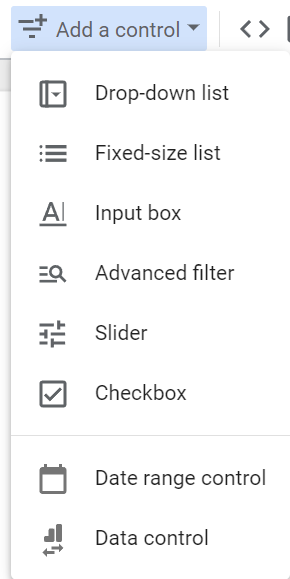 Add a control
Drop-down list
Fixed-size list
Input box
Advanced filter
Slider
Checkbox
Date range control
Data control